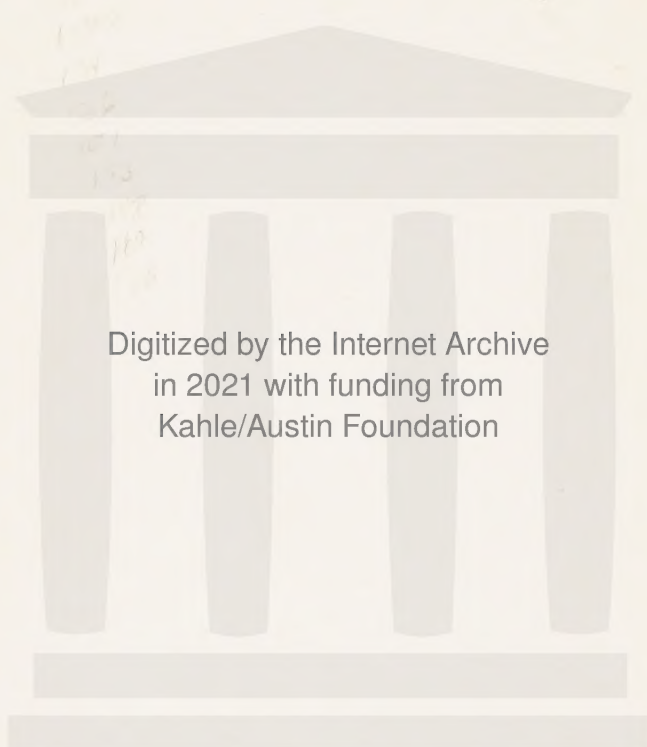 Digitized by the Internet Archive
in 2021 with funding from
Kahle/Austin Foundation